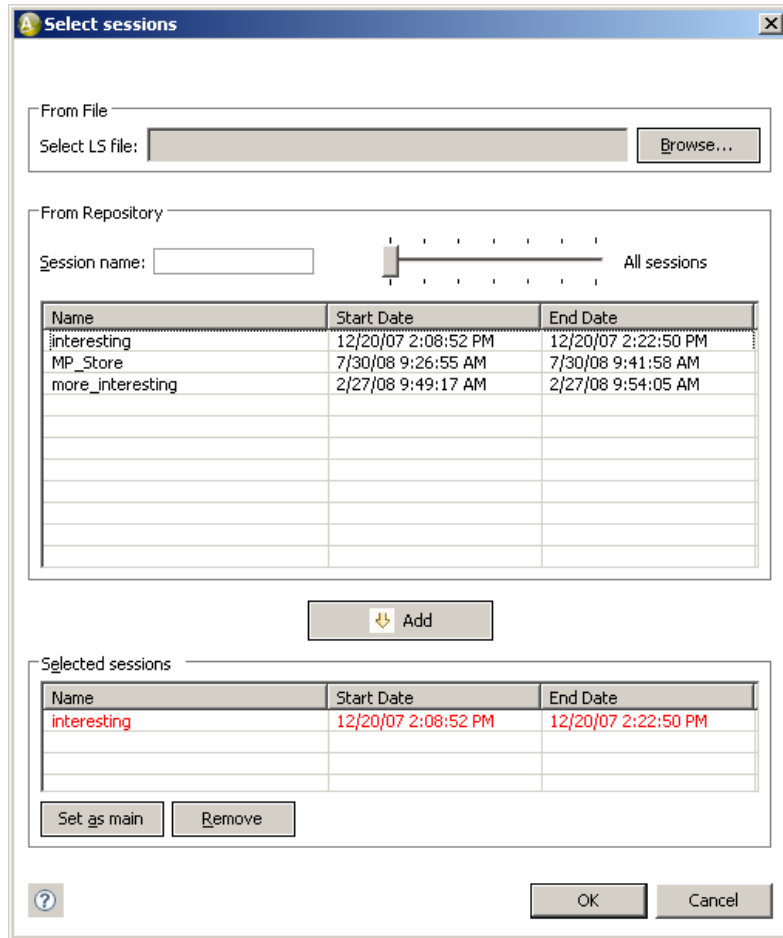 Select sessions
From File
Select LS file:
Browse...
From Repository
Session name:
All sessions
Name Start Date End Date
interesting 12/20/07 2:08:52 PM 12/20/07 2:22:50 PM
MP_Store 7/30/08 9:26:55 AM 7/30/08 9:41:58 AM
more_interesting 2/27/08 9:49:17 AM 2/27/08 9:54:05 AM
Add
Selected sessions
Name Start Date End Date
interesting 12/20/07 2:08:52 PM 12/20/07 2:22:50 PM
Set as main Remove
? OK Cancel